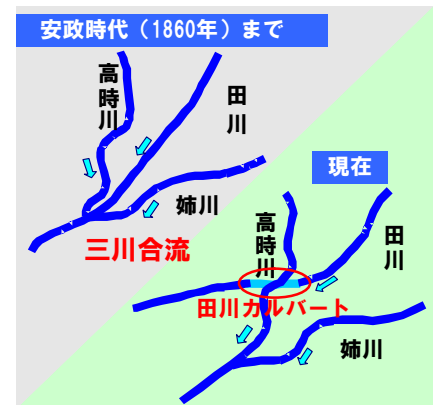 安政時代（1860年）まで
高時川
田川
姉川
三川合流
現在
高時川
田川
田川カルバート
姉川